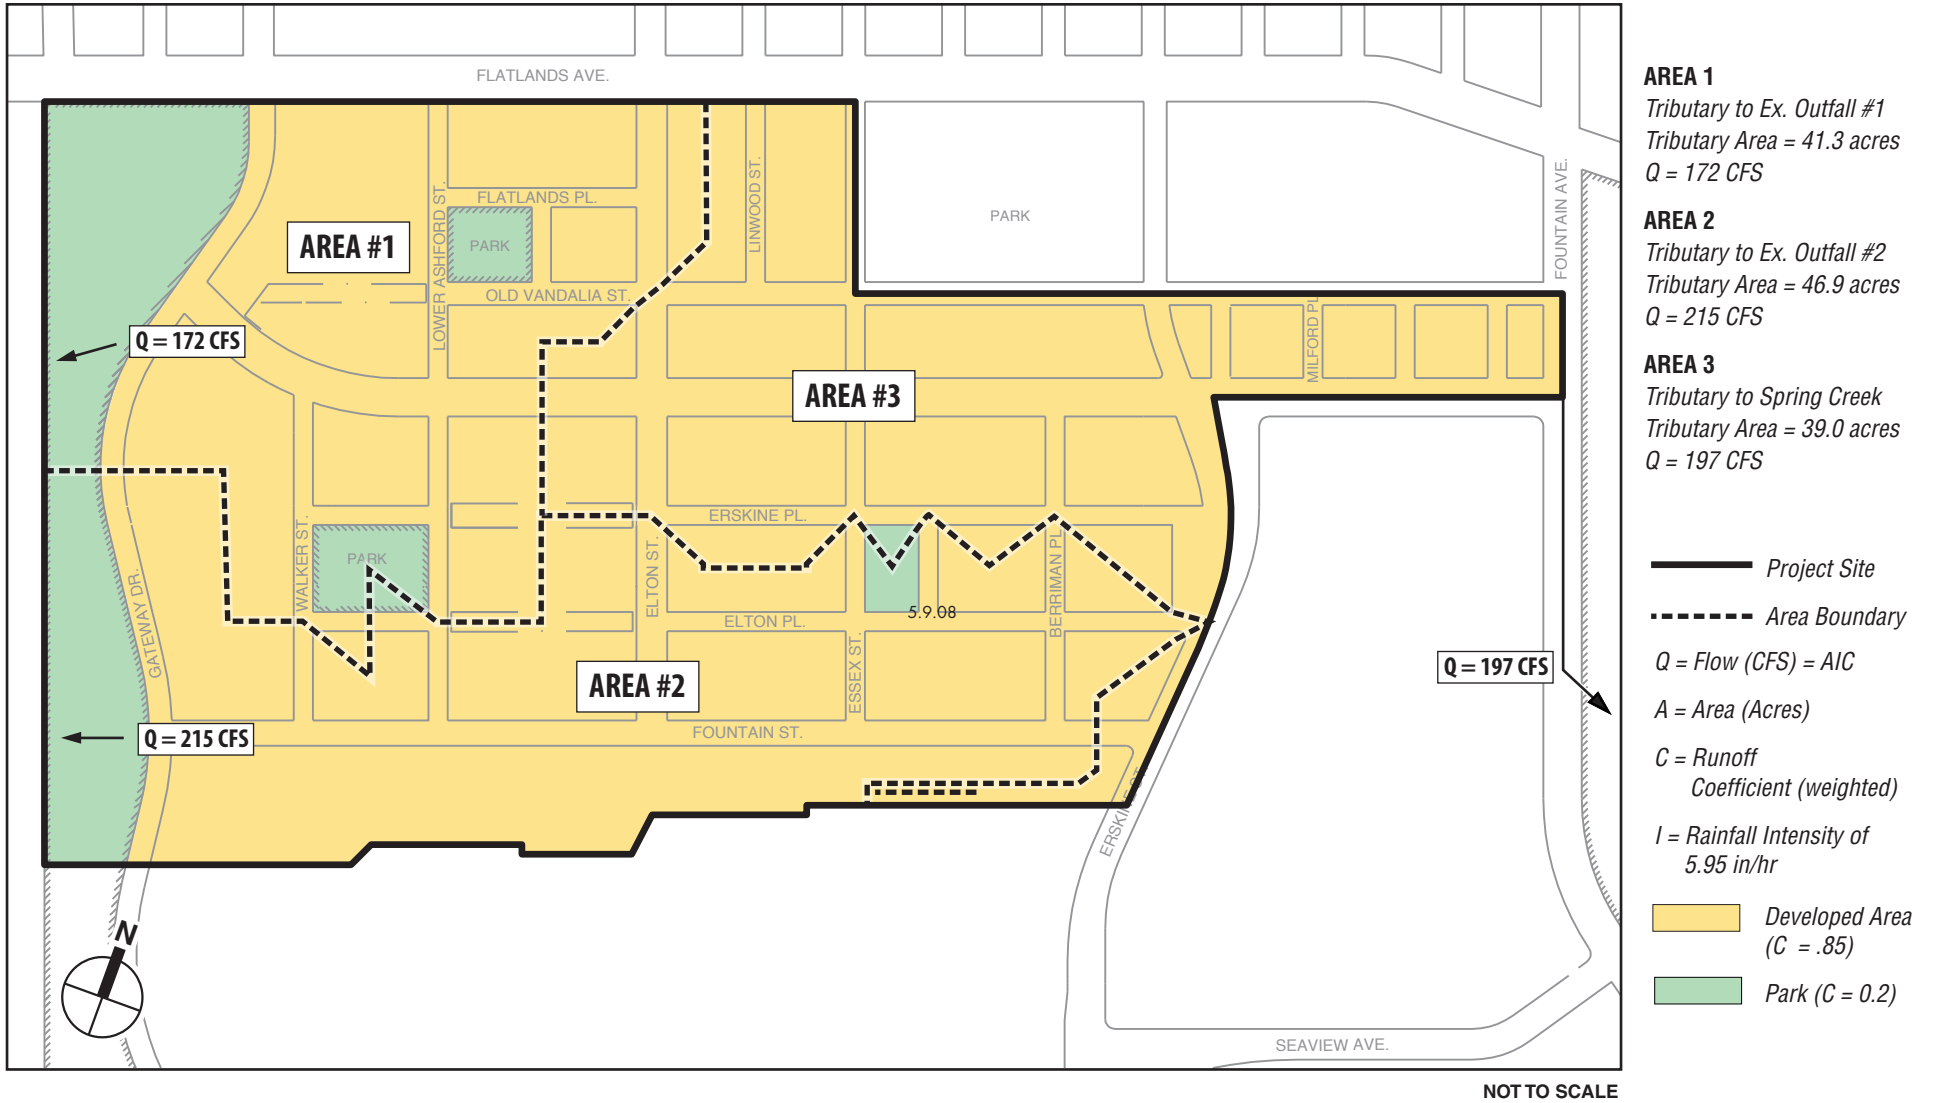 FLATLANDS AVE.
FLATLANDS PL.
LOWER ASHFORD ST.
LINWOOD ST.
PARK
PARK
FOUNTAIN AVE.
AREA #1
OLD VANDALIA ST.
MILFORD PL
Q = 172 CFS
AREA #3
ERSKINE PL.
WALKER ST.
PARK
ELTON ST.
BERRIMAN PL.
GATEWAY DR.
5.9.08
ELTON PL.
ESSEX ST.
AREA #2
Q = 197 CFS
FOUNTAIN ST.
Q = 215 CFS
ERSKINE ST.
N
SEAVIEW AVE.
NOT TO SCALE
AREA 1
Tributary to Ex. Outfall #1
Tributary Area = 41.3 acres
Q = 172 CFS
AREA 2
Tributary to Ex. Outfall #2
Tributary Area = 46.9 acres
Q = 215 CFS
AREA 3
Tributary to Spring Creek
Tributary Area = 39.0 acres
Q = 197 CFS
Project Site
Area Boundary
Q = Flow (CFS) = AIC
A = Area (Acres)
C = Runoff
Coefficient (weighted)
I = Rainfall Intensity of
5.95 in/hr
Developed Area
(C = .85)
Park (C = 0.2)